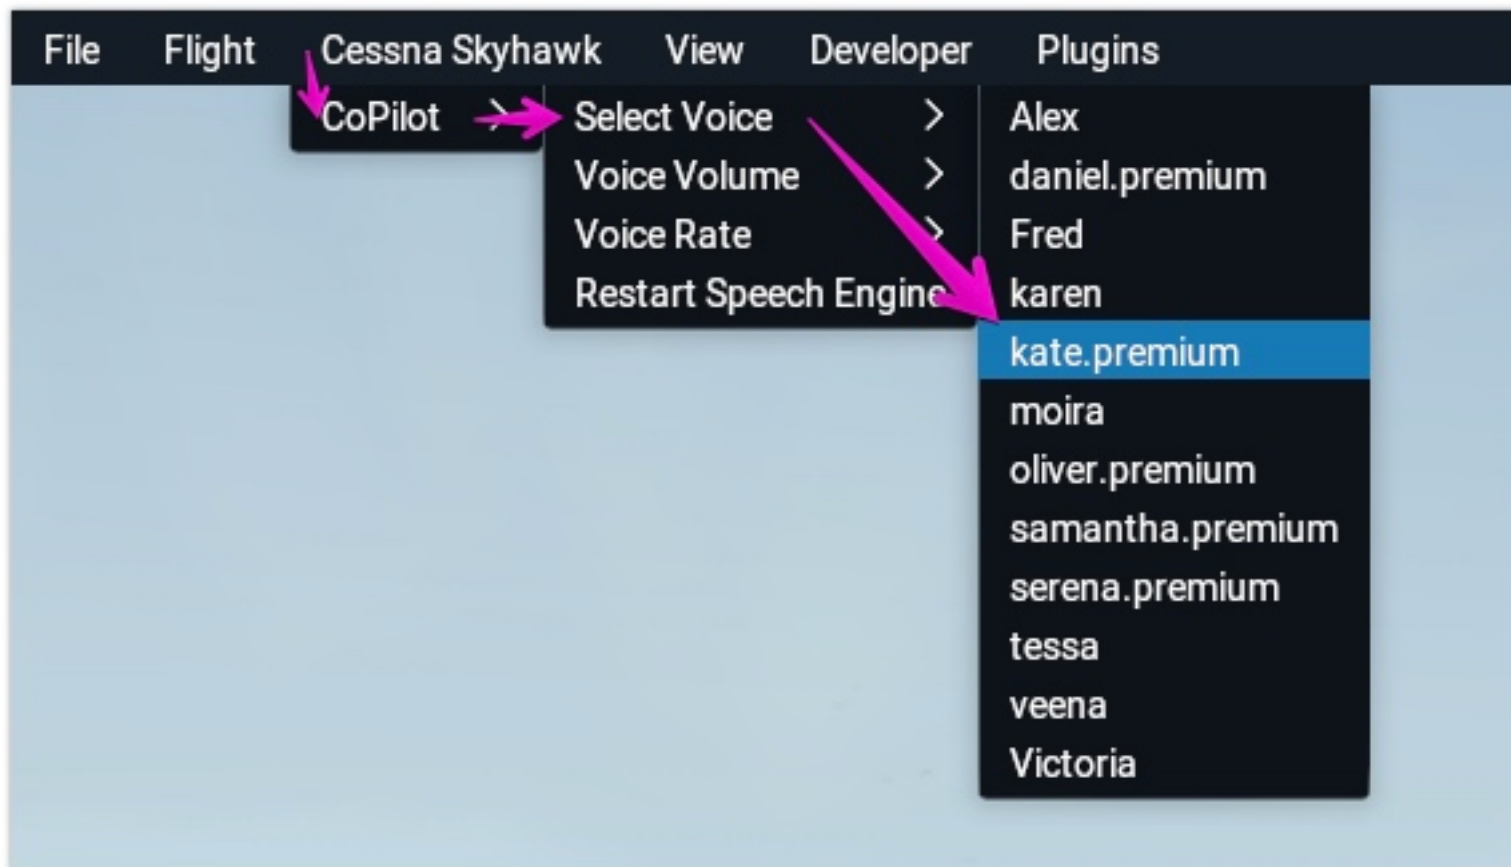 File Flight Cessna Skyhawk View Developer Plugins
CoPilot
Select Voice
Voice Volume
Voice Rate
Restart Speech Engine
Alex
daniel.premium
Fred
karen
kate.premium
moira
oliver.premium
samantha.premium
serena.premium
tessa
veena
Victoria